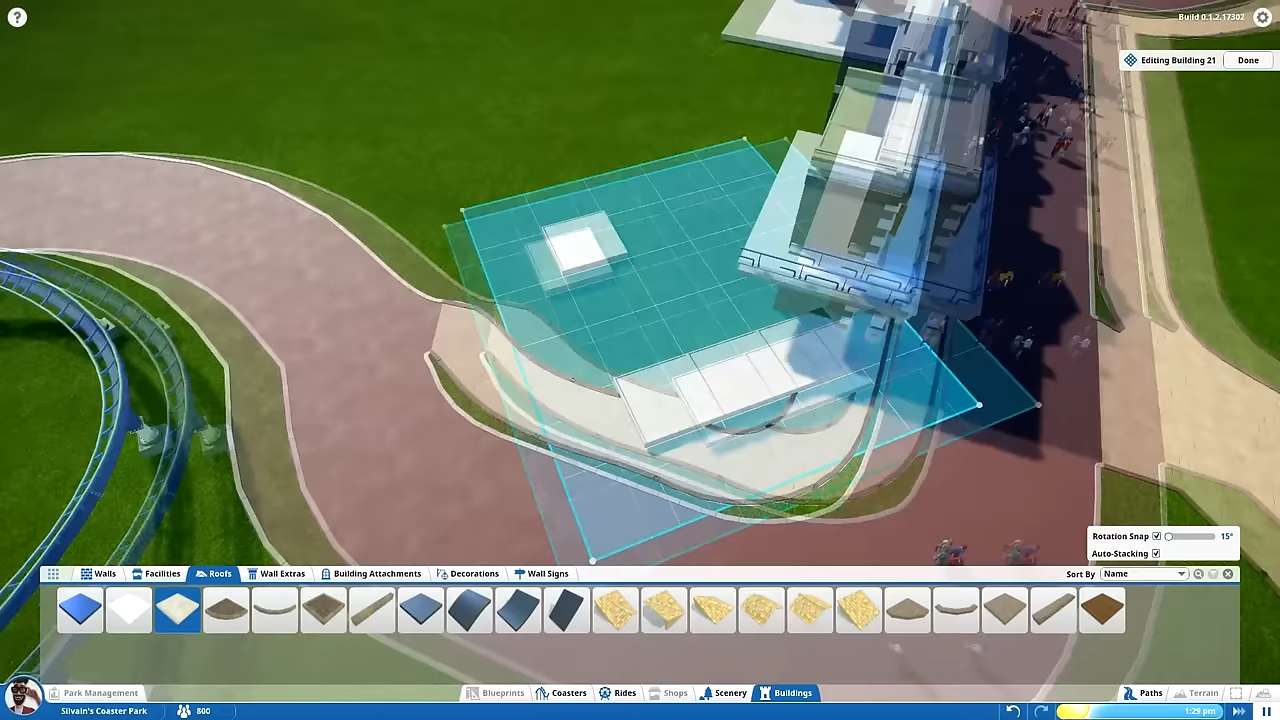 ?
Build 0.1.2.17302
Editing Building 21 Done
Rotation Snap 15°
Auto-Stacking
Walls Facilities Roofs Wall Extras Building Attachments Decorations Wall Signs Sort By Name
Park Management Blueprints Coasters Rides Shops Scenery Buildings Paths Terrain
Silvain's Coaster Park 800 1:29 pm